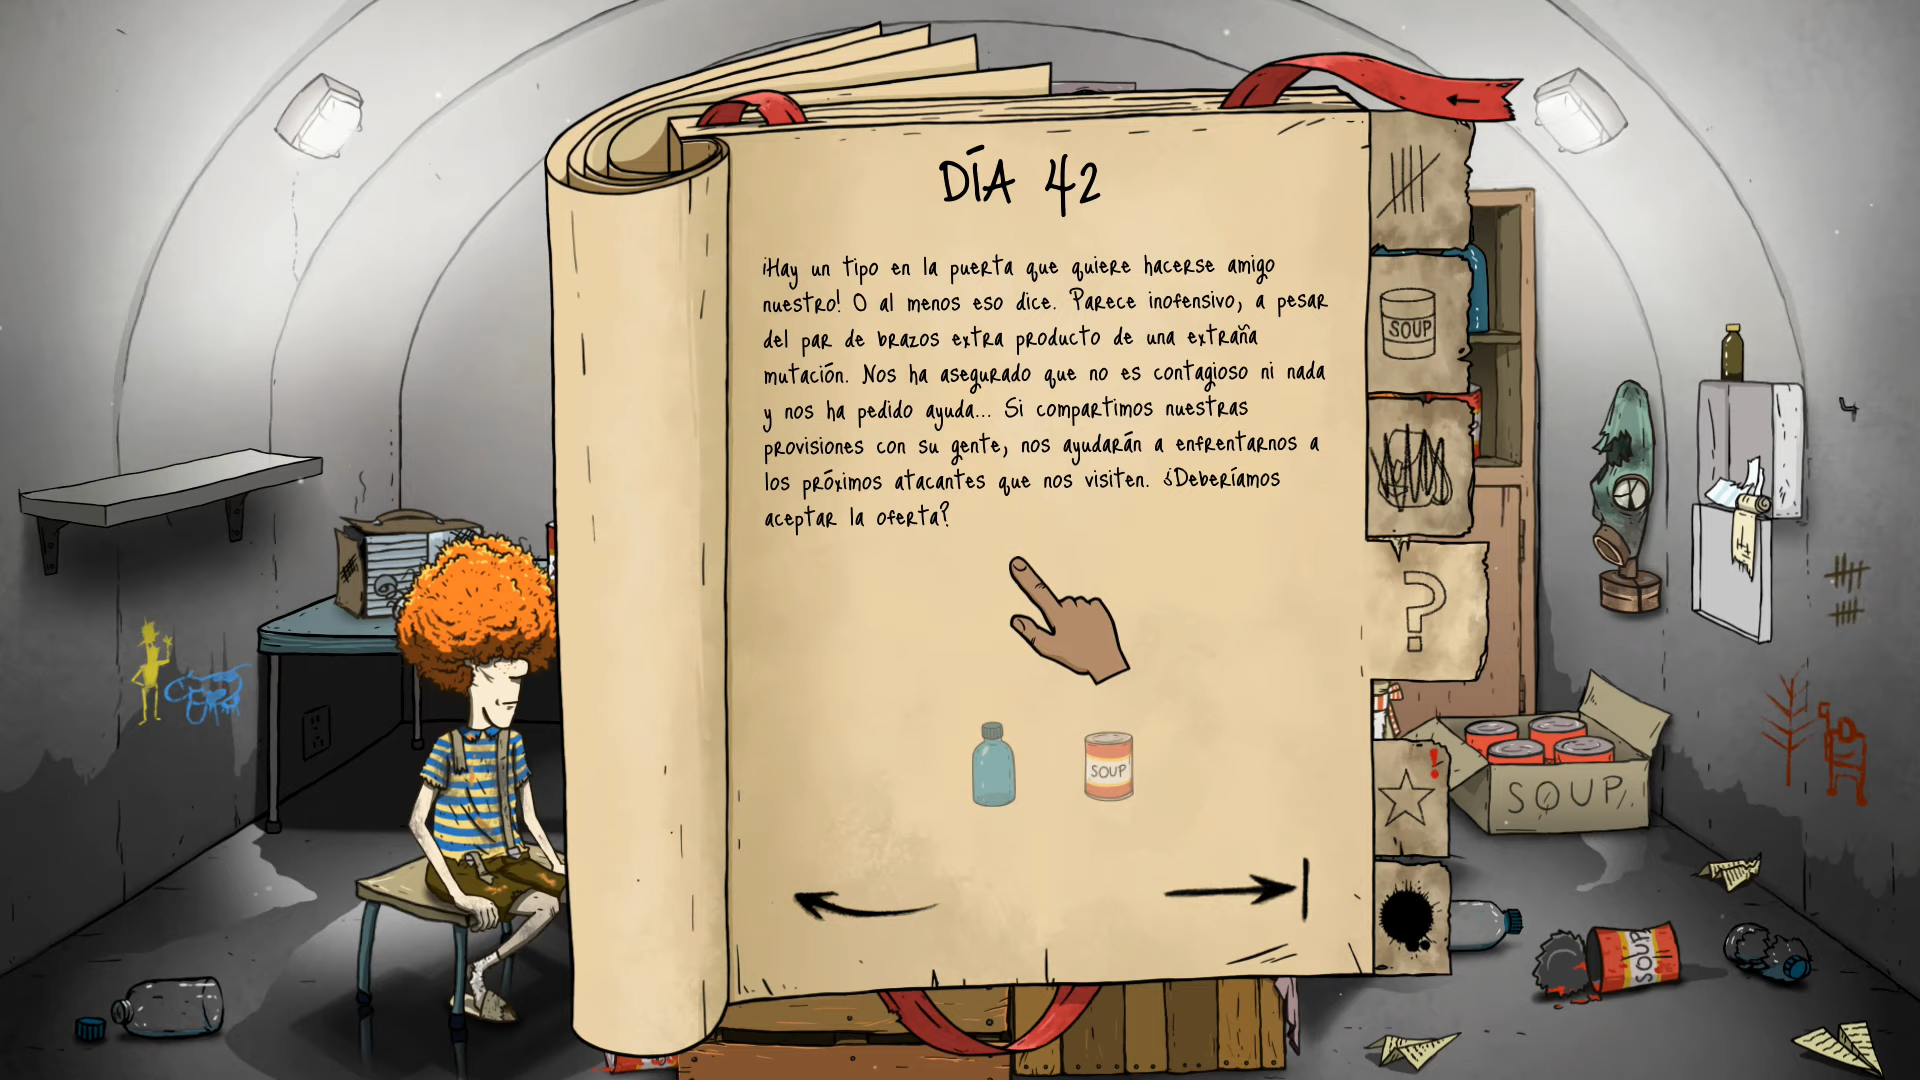 DÍA 42
¡Hay un tipo en la puerta que quiere hacerse amigo
nuestro! O al menos eso dice. Parece inofensivo, a pesar
del par de brazos extra producto de una extraña
mutación. Nos ha asegurado que no es contagioso ni nada
y nos ha pedido ayuda... Si compartimos nuestras
provisiones con su gente, nos ayudarán a enfrentarnos a
los próximos atacantes que nos visiten. ¿Deberíamos
aceptar la oferta?
SOUP
?
SOUP
!
SOUP
SOUP